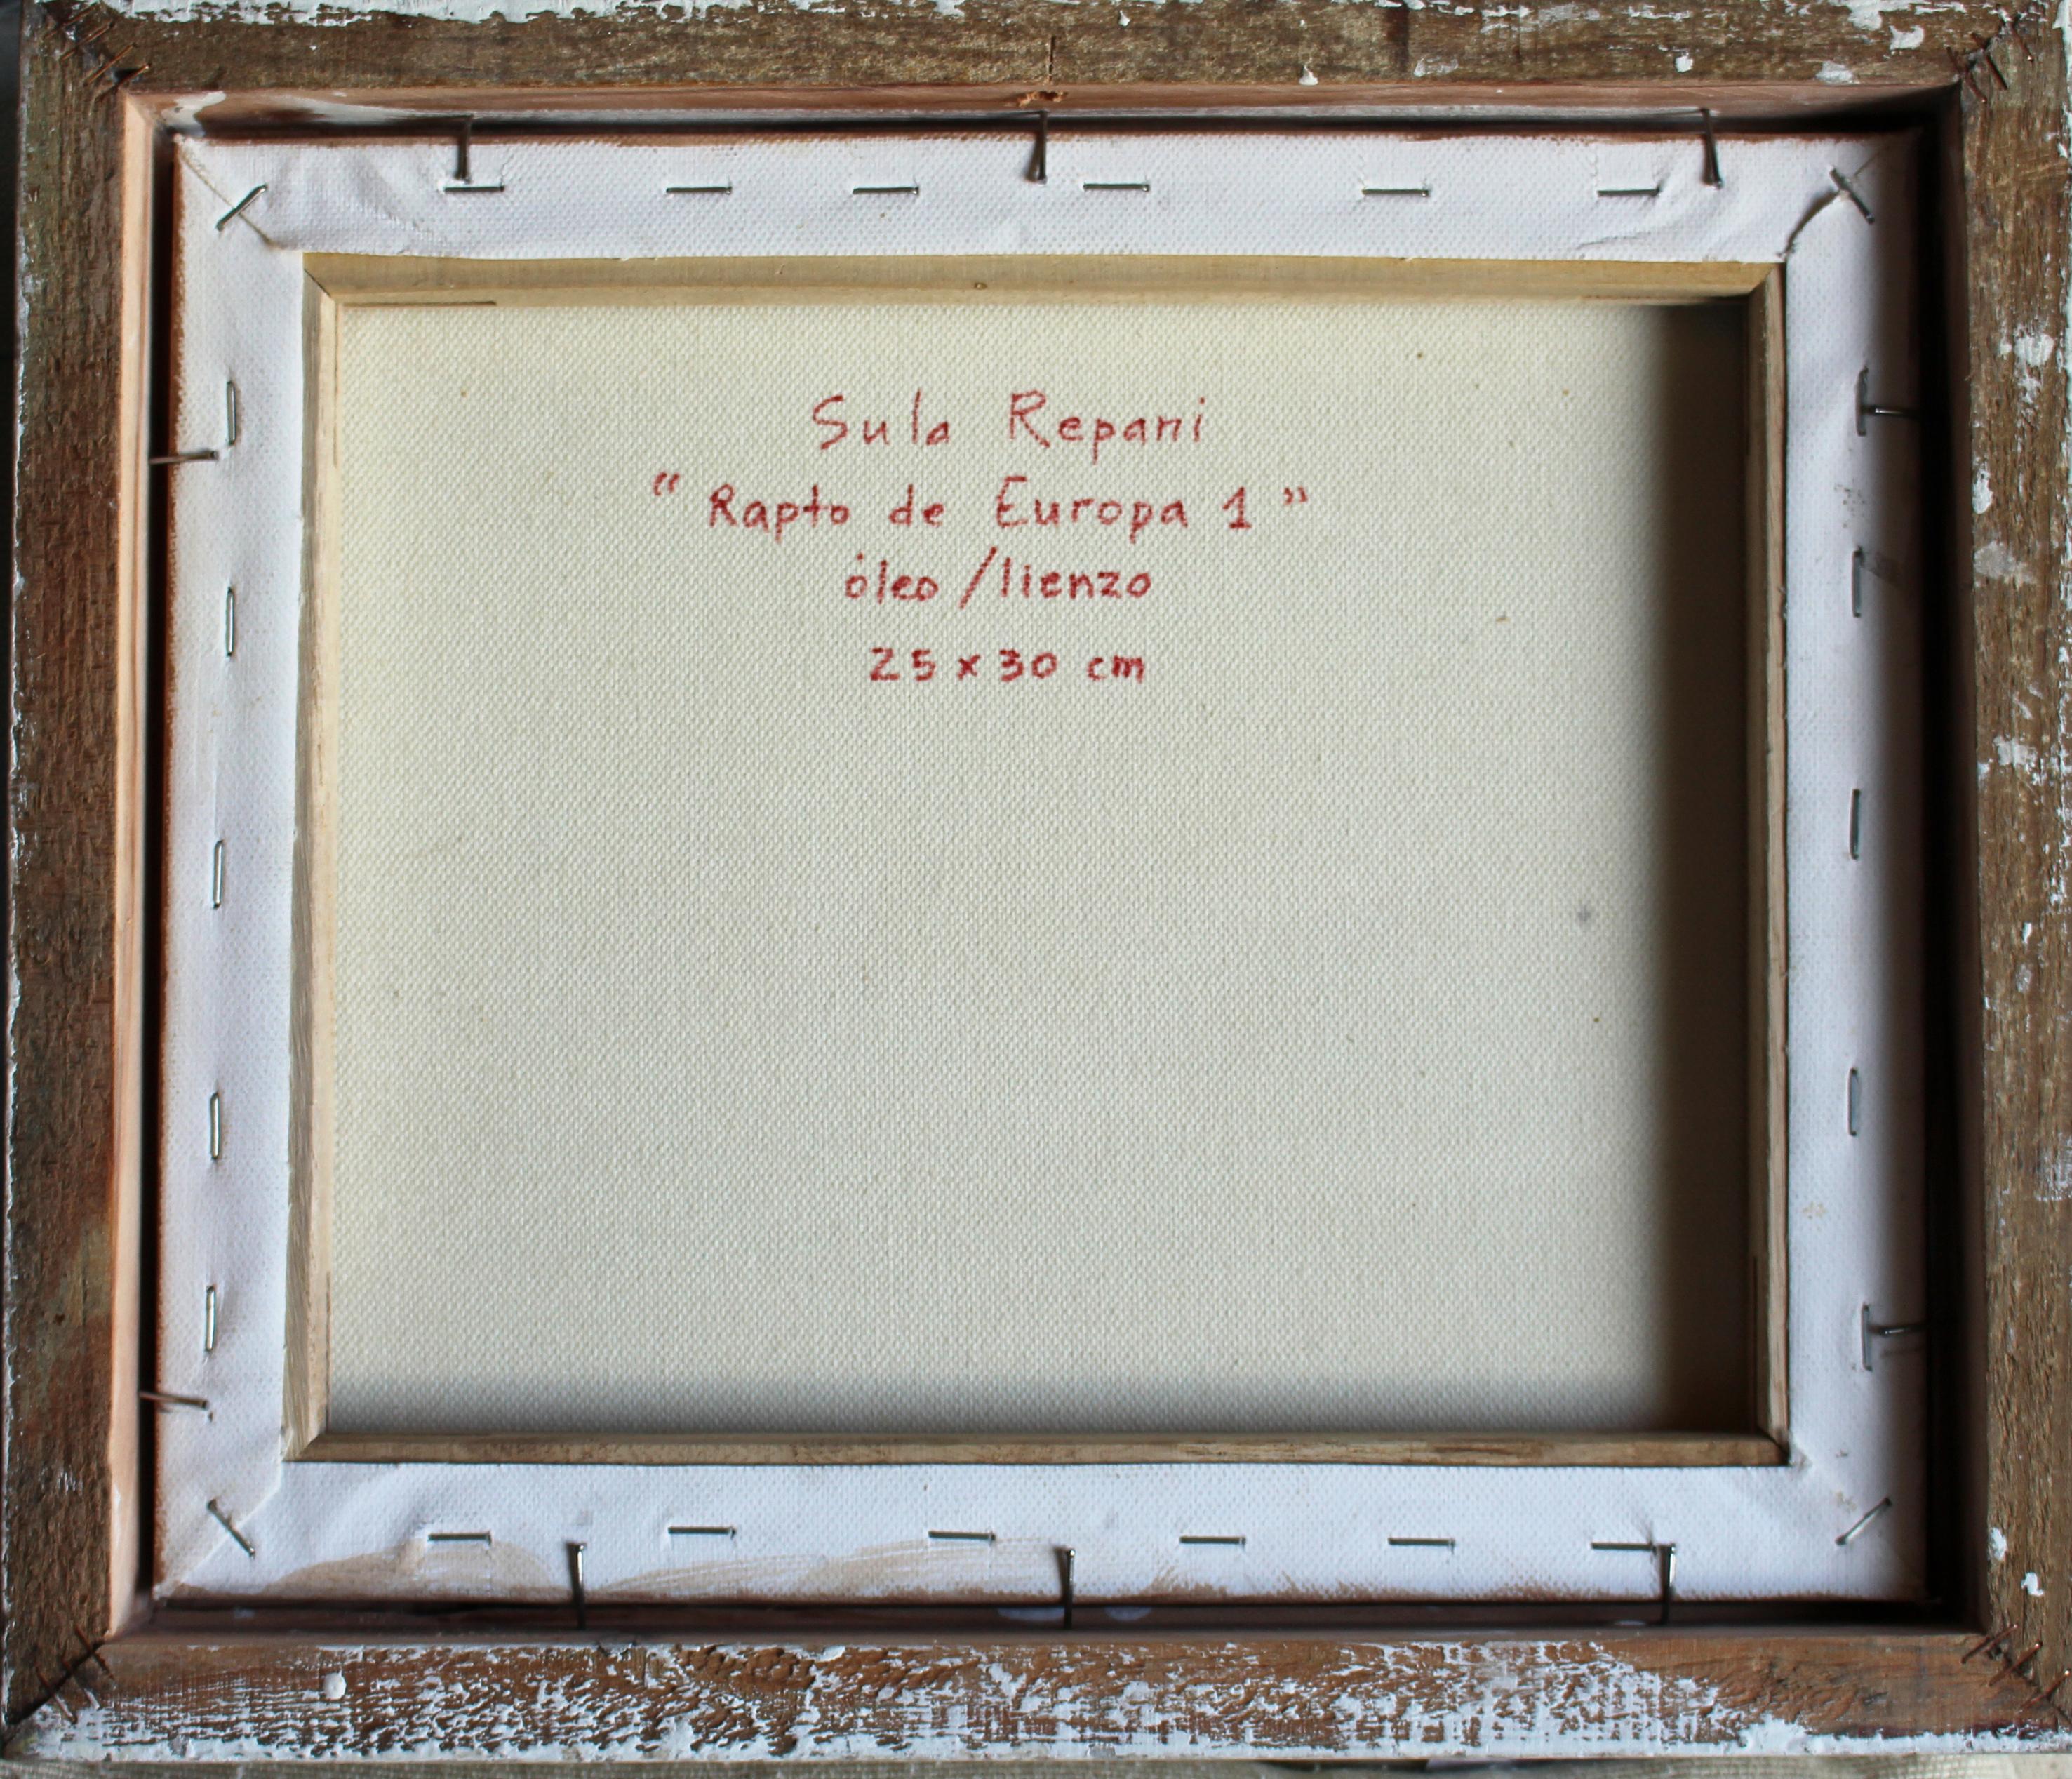 Sula Repani
“Rapto de Europa 1”
óleo /lienzo
25 x 30 cm